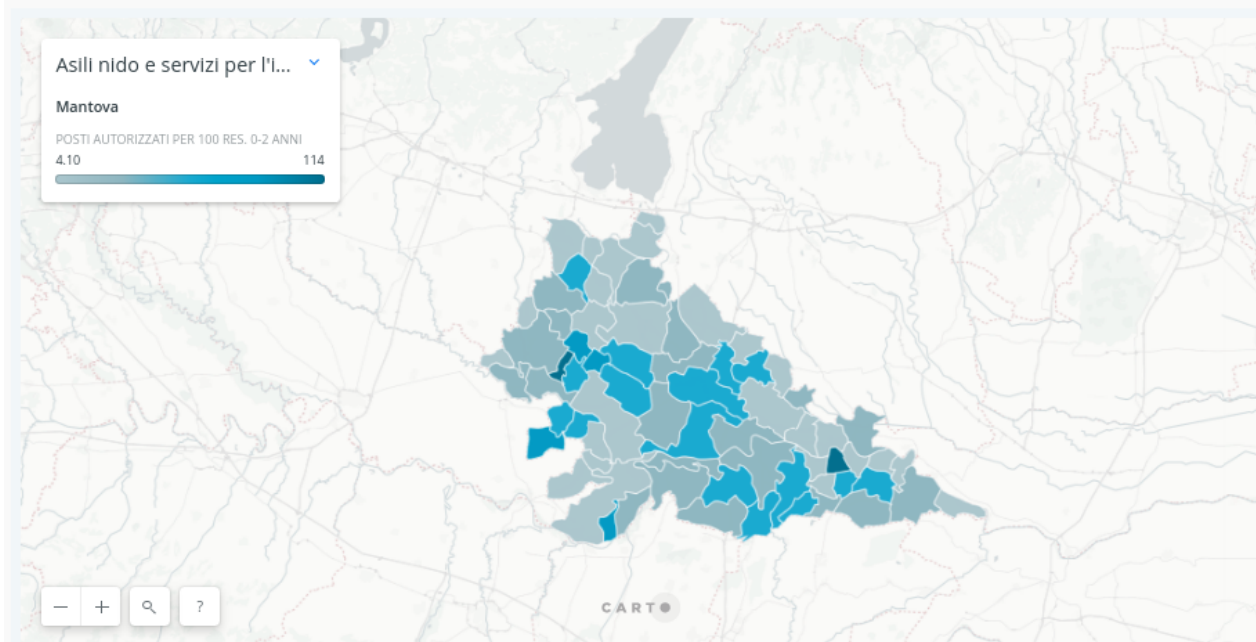 Asili nido e servizi per l'i...
Mantova
POSTI AUTORIZZATI PER 100 RES. 0-2 ANNI
4.10 114
− + ?
CARTO